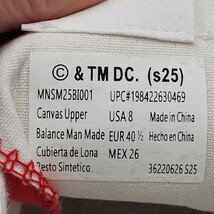 © & TM DC. (s25)
MNSM25BI001 UPC#198422630469
Canvas Upper USA 8 Made in China
Balance Man Made EUR 40 ½ Hecho en China
Cubierta de Lona MEX 26
Resto Sintetico 36220626 S25